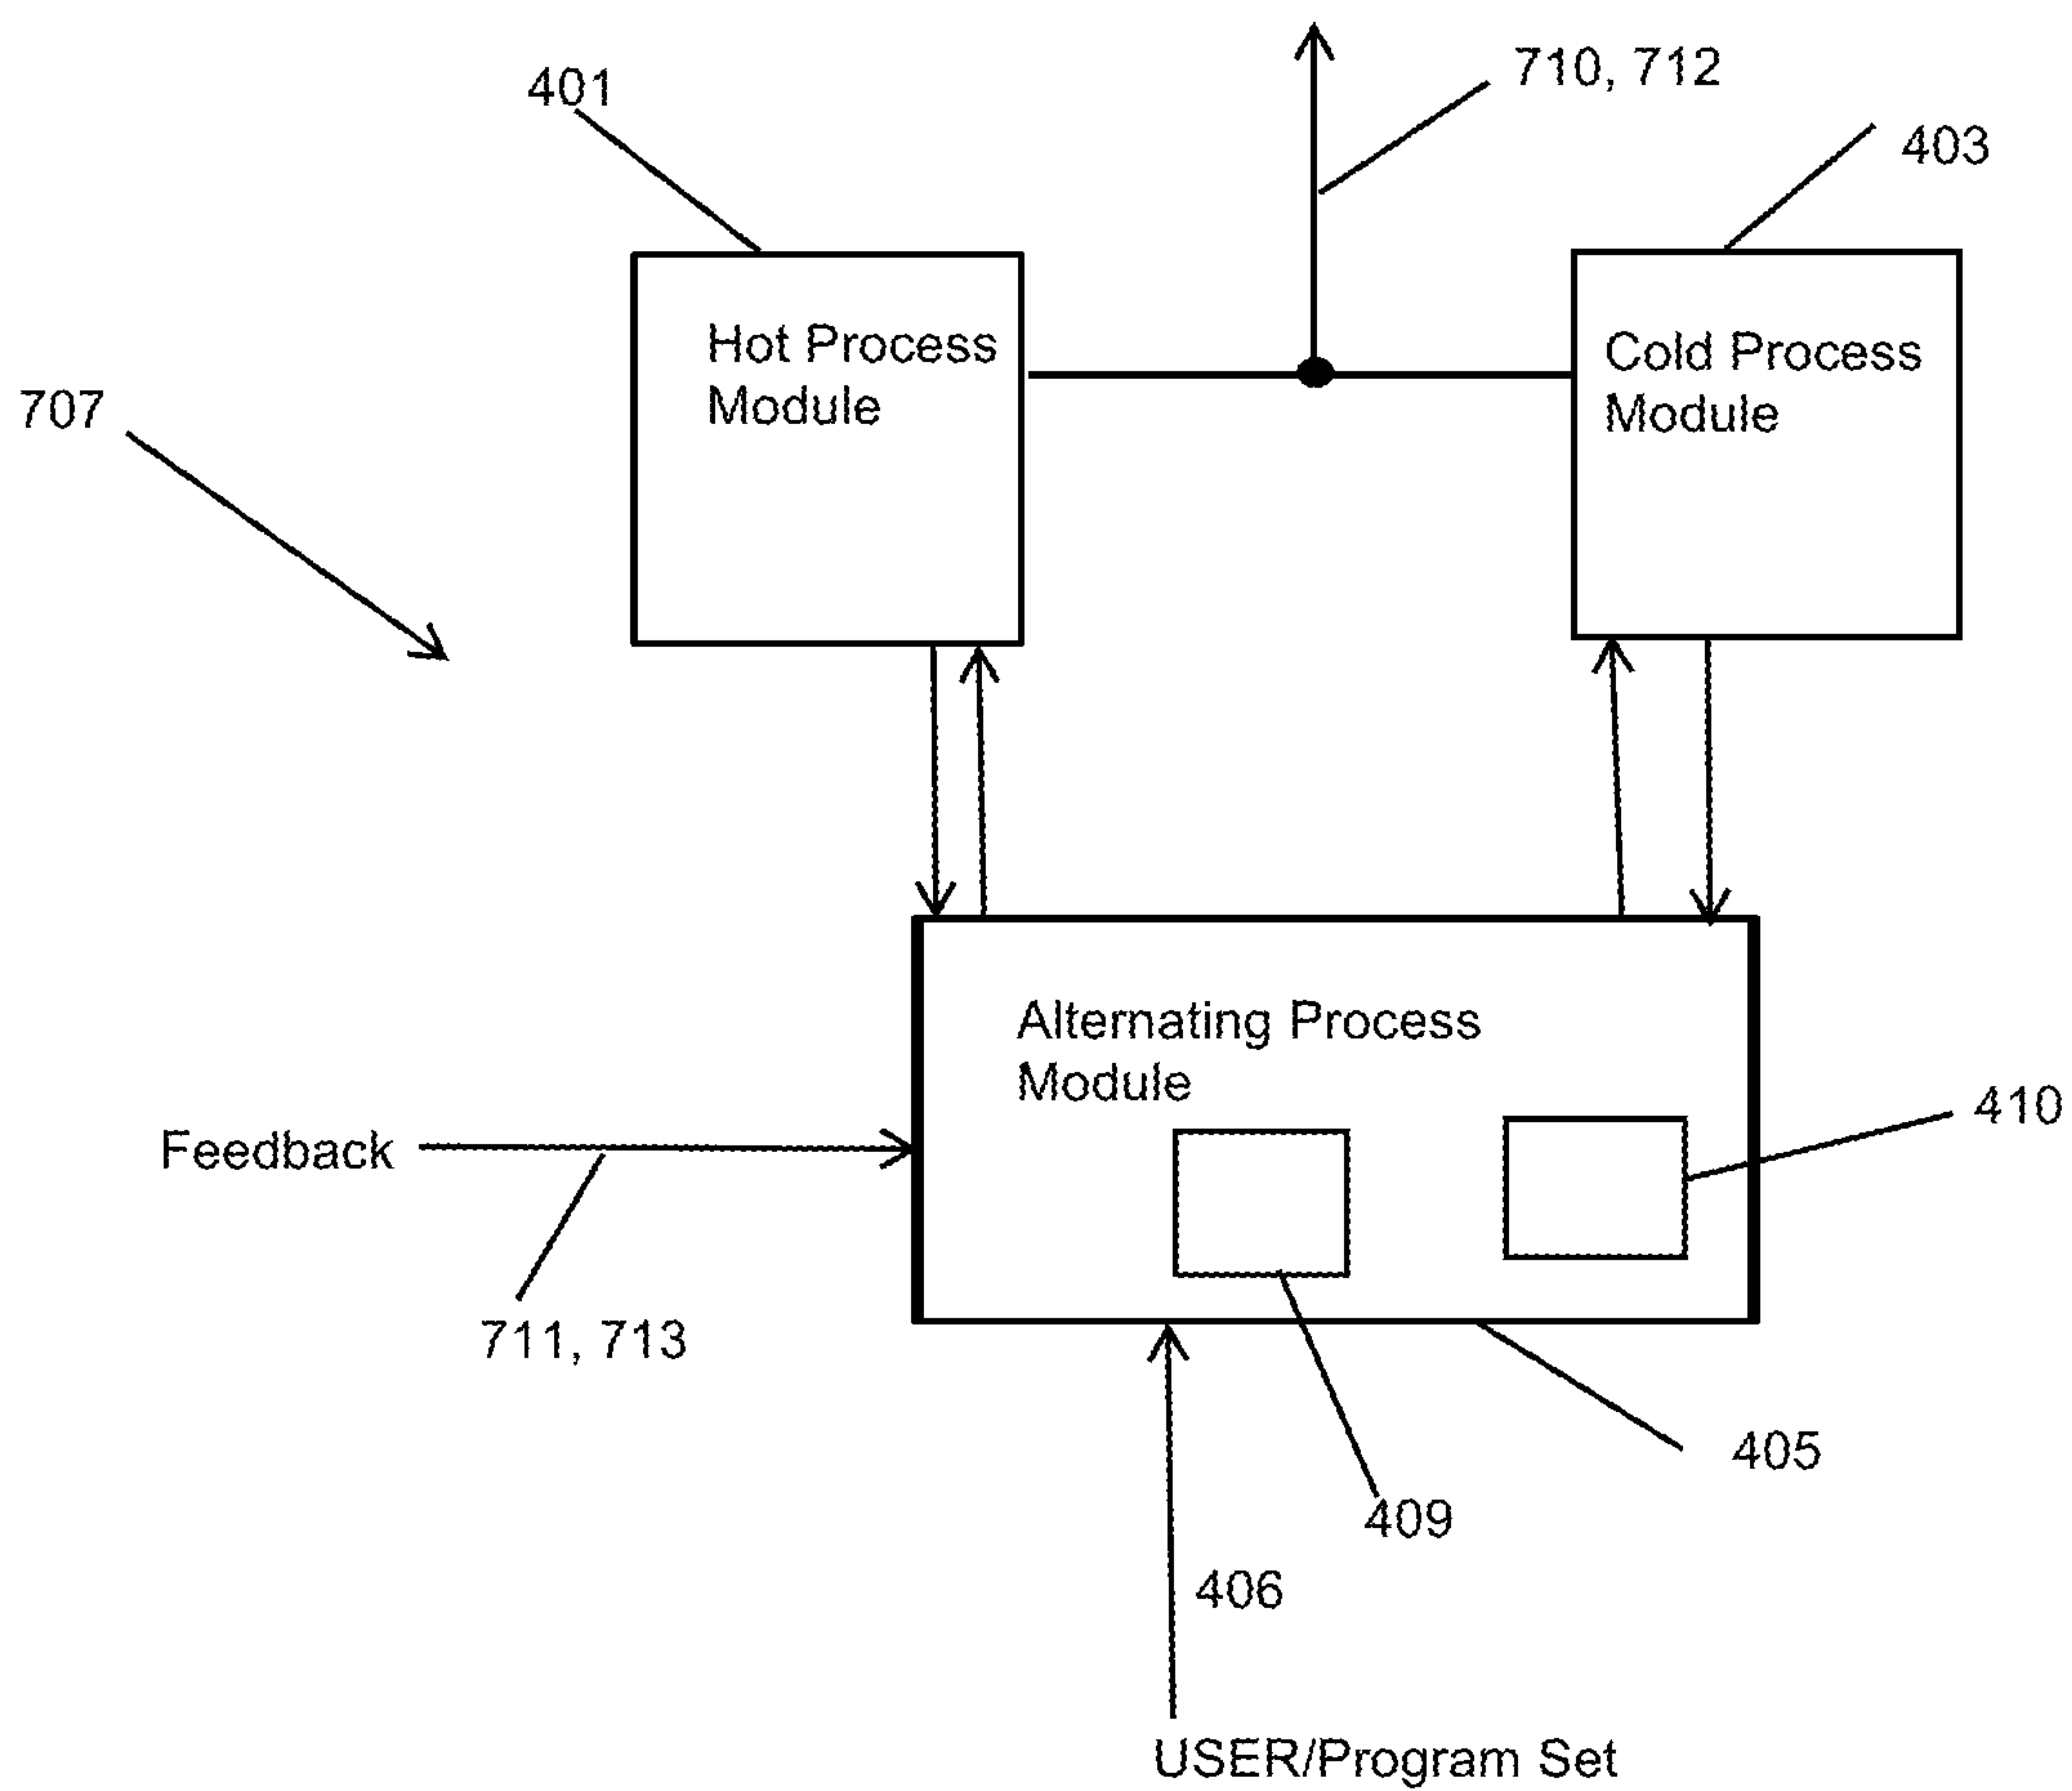 401
710, 712
403
Hot Process
Module
Cold Process
Module
707
Alternating Process
Module
410
Feedback
711, 713
405
409
406
USER/Program Set